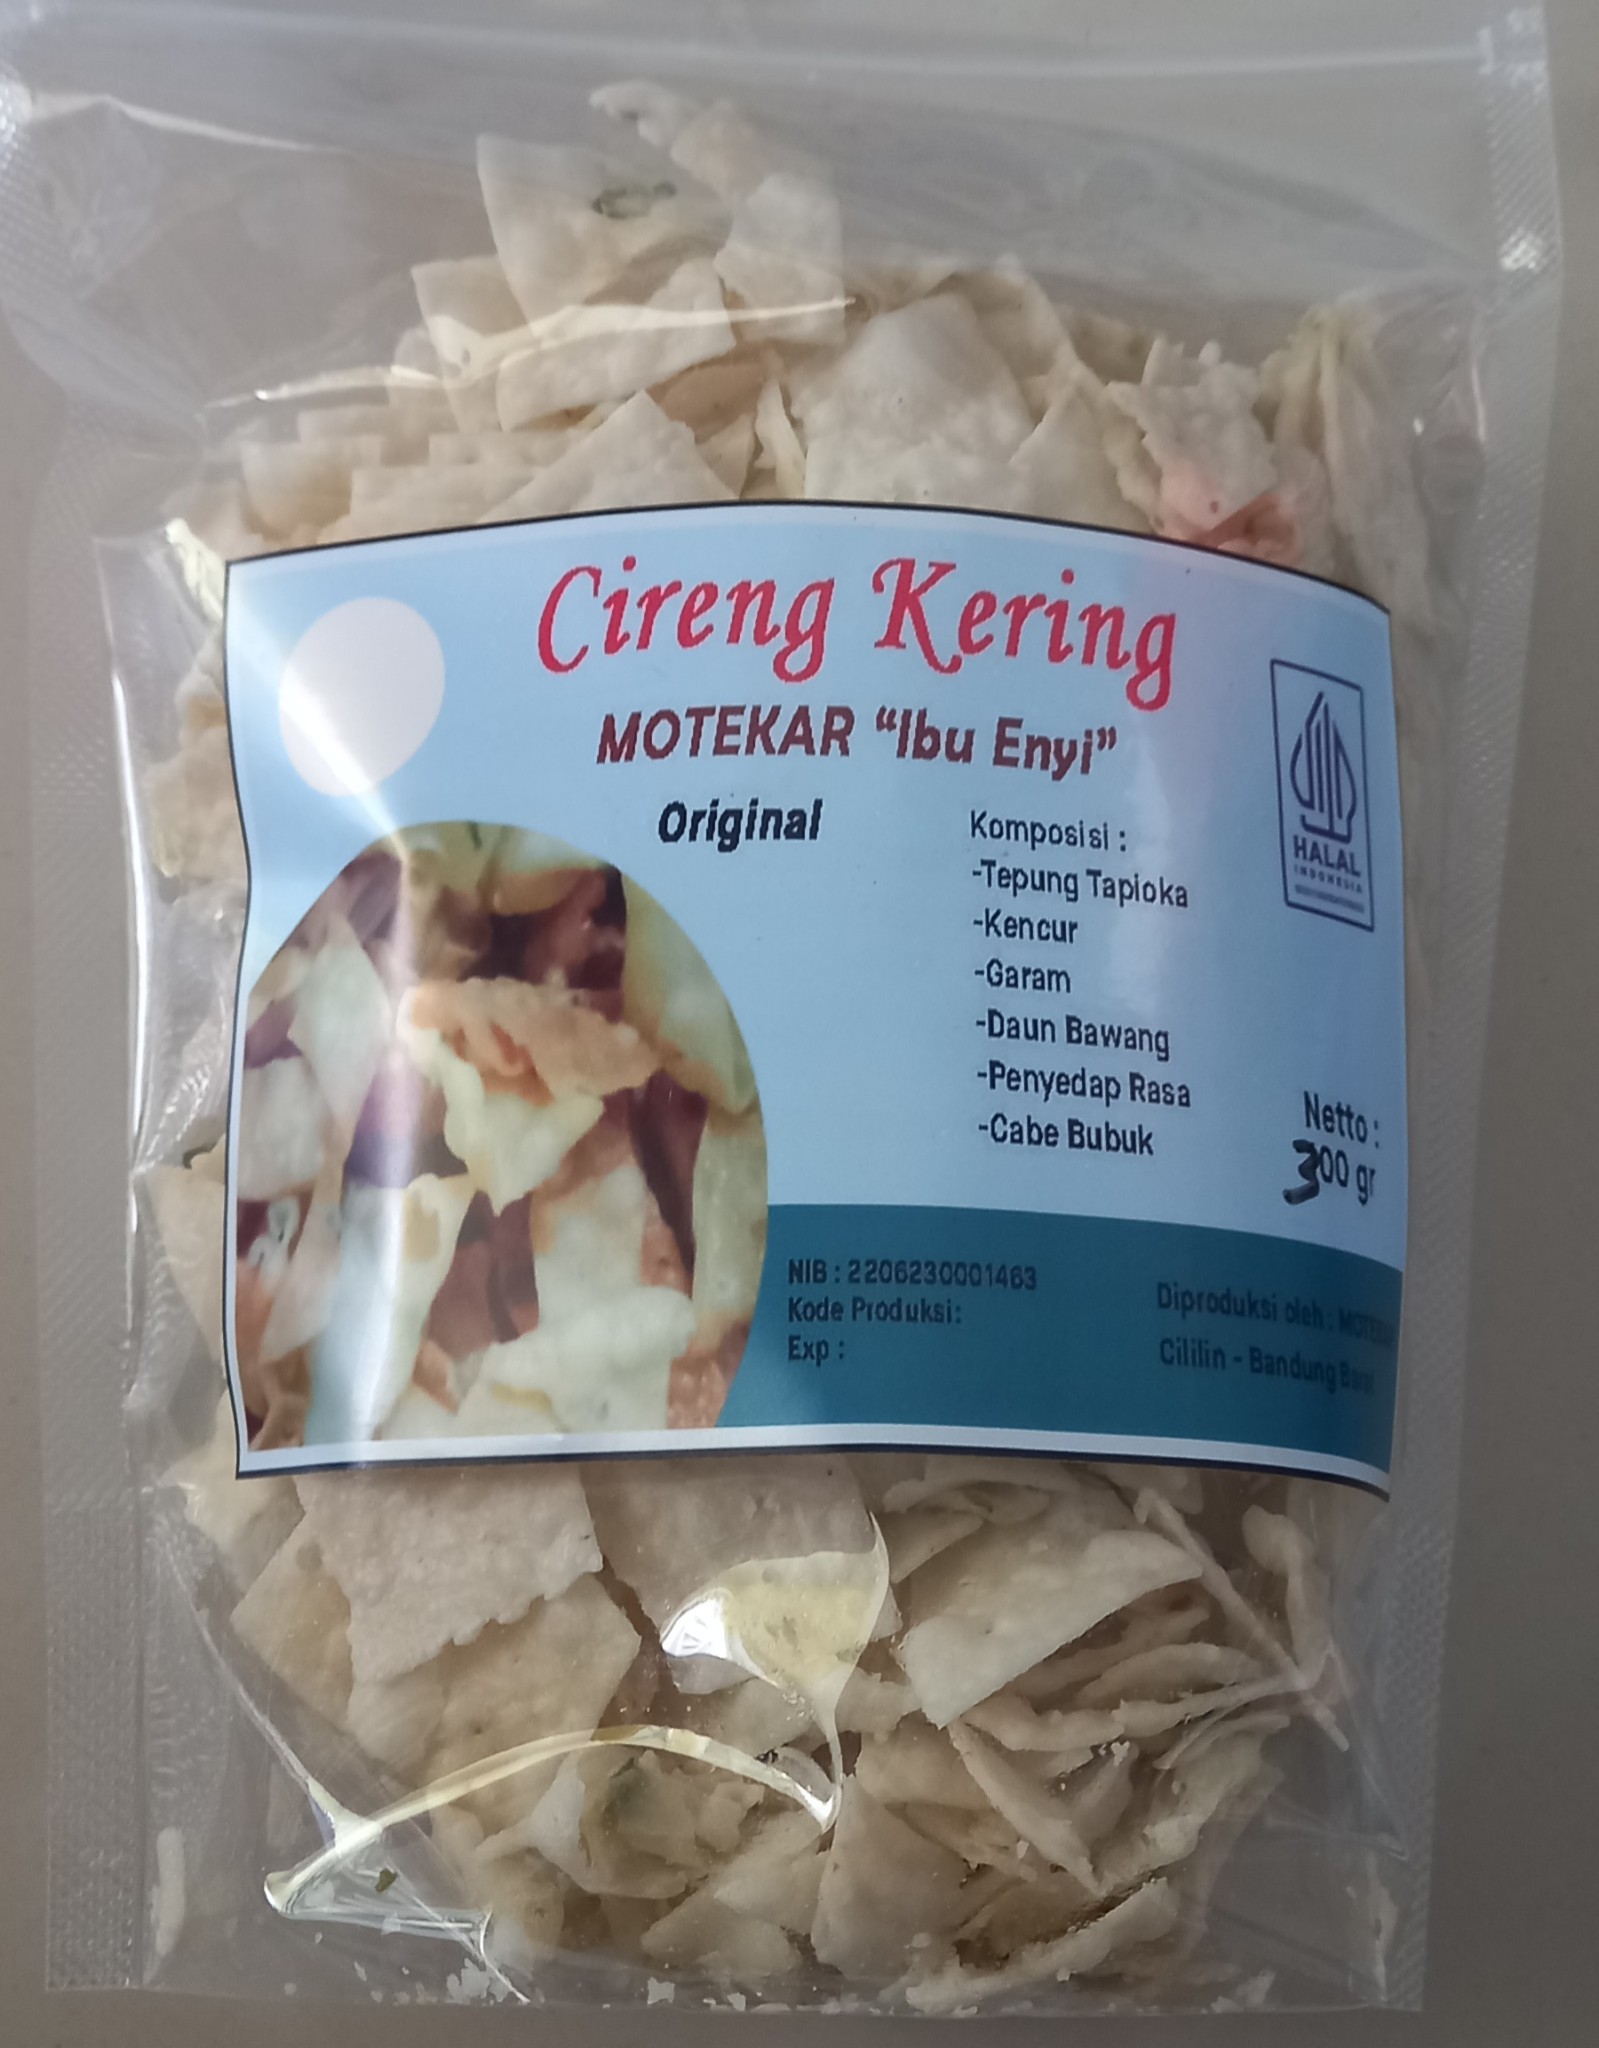 Cireng Kering
MOTEKAR “Ibu Enyi”
Original
Komposisi :
-Tepung Tapioka
-Kencur
-Garam
-Daun Bawang
-Penyedap Rasa
-Cabe Bubuk
HALAL
INDONESIA
Netto :
300 gr
NIB : 2206230001463
Kode Produksi:
Exp :
Diproduksi oleh : MOTEKAR
Cililin - Bandung Barat